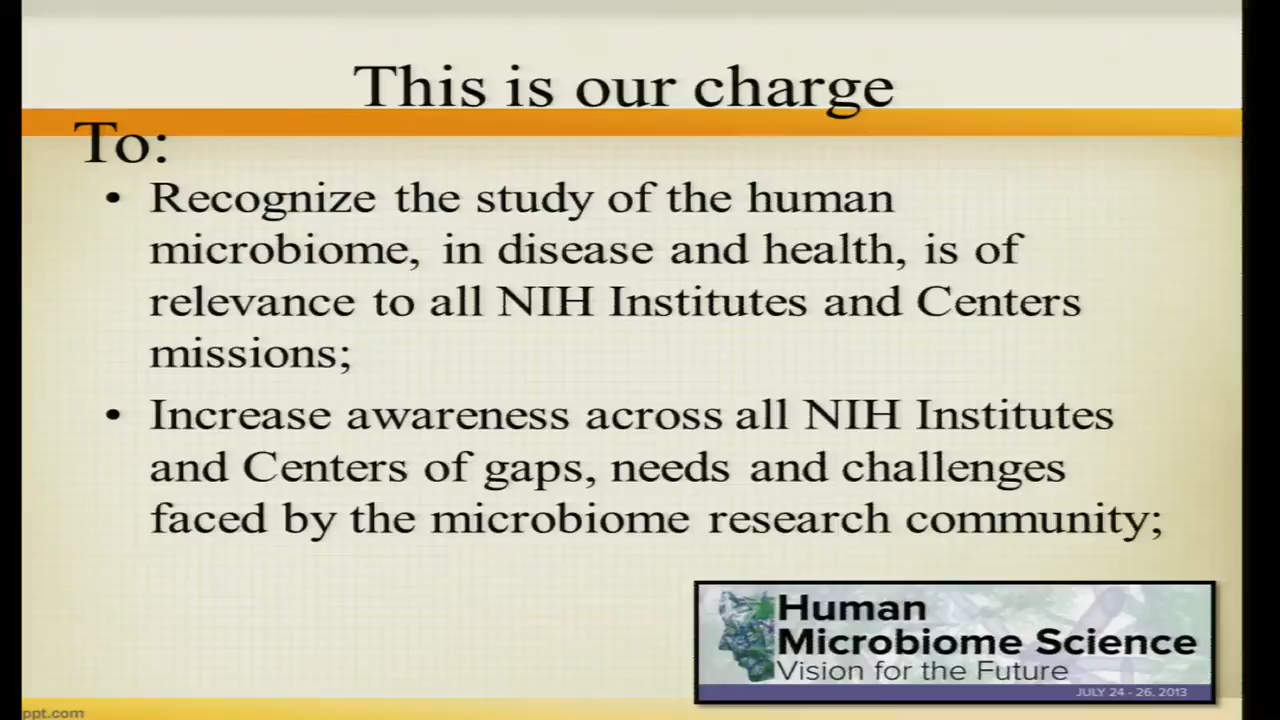 This is our charge
To:
• Recognize the study of the human
microbiome, in disease and health, is of
relevance to all NIH Institutes and Centers
missions;
• Increase awareness across all NIH Institutes
and Centers of gaps, needs and challenges
faced by the microbiome research community;
Human
Microbiome Science
Vision for the Future
JULY 24 - 26, 2013
ppt.com